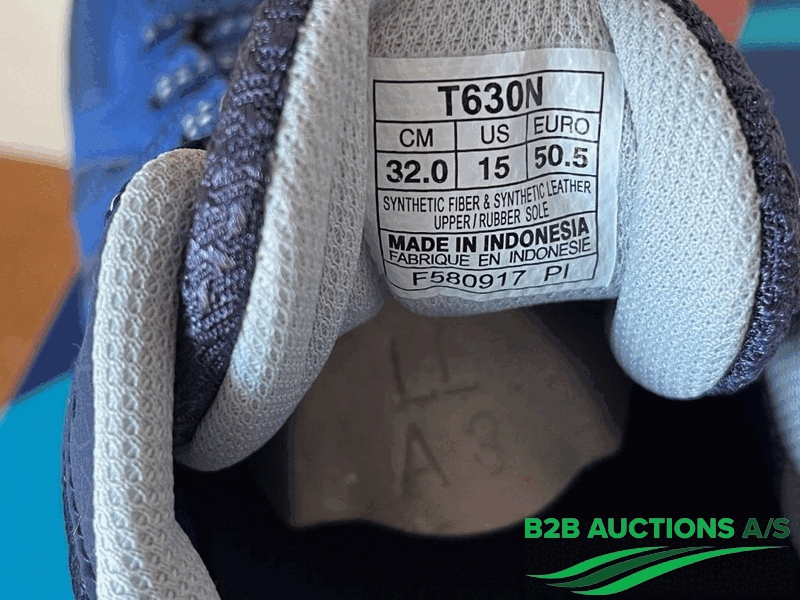 T630N
CM US EURO
32.0 15 50.5
SYNTHETIC FIBER & SYNTHETIC LEATHER
UPPER / RUBBER SOLE
MADE IN INDONESIA
FABRIQUE EN INDONESIE
F580917 PI
LL
A 3
B2B AUCTIONS A/S